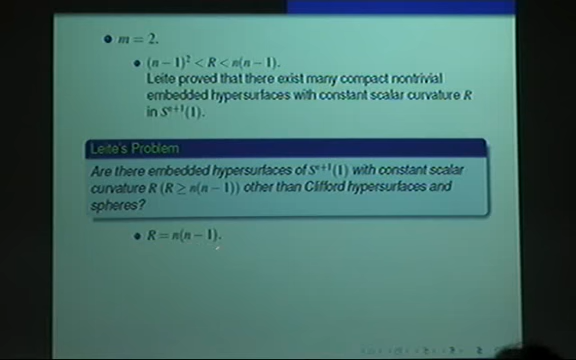 • m = 2.
• (n − 1)² < R < n(n − 1).
Leite proved that there exist many compact nontrivial
embedded hypersurfaces with constant scalar curvature R
in Sⁿ⁺¹(1).
Leite's Problem
Are there embedded hypersurfaces of Sⁿ⁺¹(1) with constant scalar
curvature R (R ≥ n(n − 1)) other than Clifford hypersurfaces and
spheres?
• R = n(n − 1).